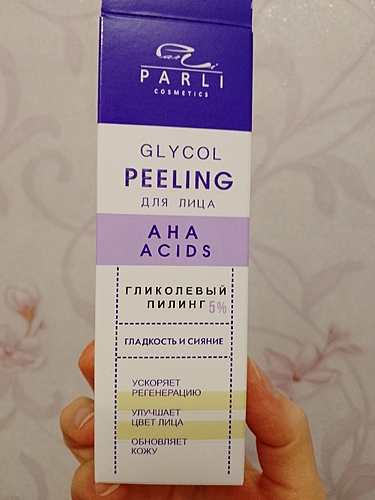 Parli
PARLI
COSMETICS
GLYCOL
PEELING
ДЛЯ ЛИЦА
AHA
ACIDS
ГЛИКОЛЕВЫЙ
ПИЛИНГ 5%
ГЛАДКОСТЬ И СИЯНИЕ
УСКОРЯЕТ
РЕГЕНЕРАЦИЮ
УЛУЧШАЕТ
ЦВЕТ ЛИЦА
ОБНОВЛЯЕТ
КОЖУ